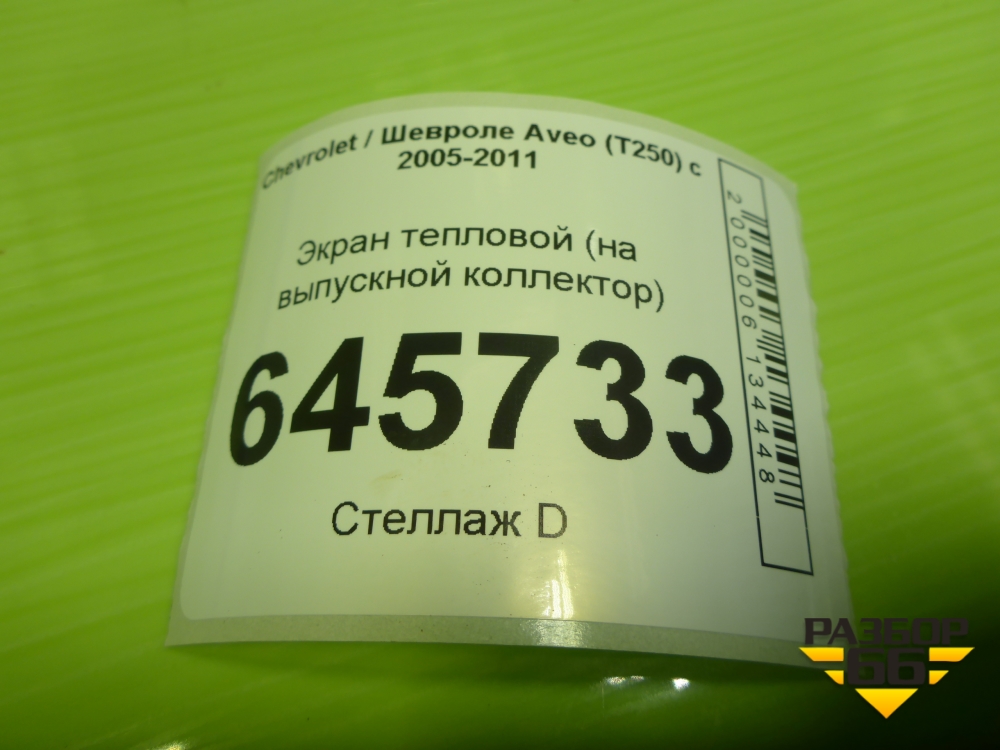 Chevrolet / Шевроле Aveo (T250) с
2005-2011
Экран тепловой (на
выпускной коллектор)
645733
Стеллаж D
2000006134448
РАЗБОР
66